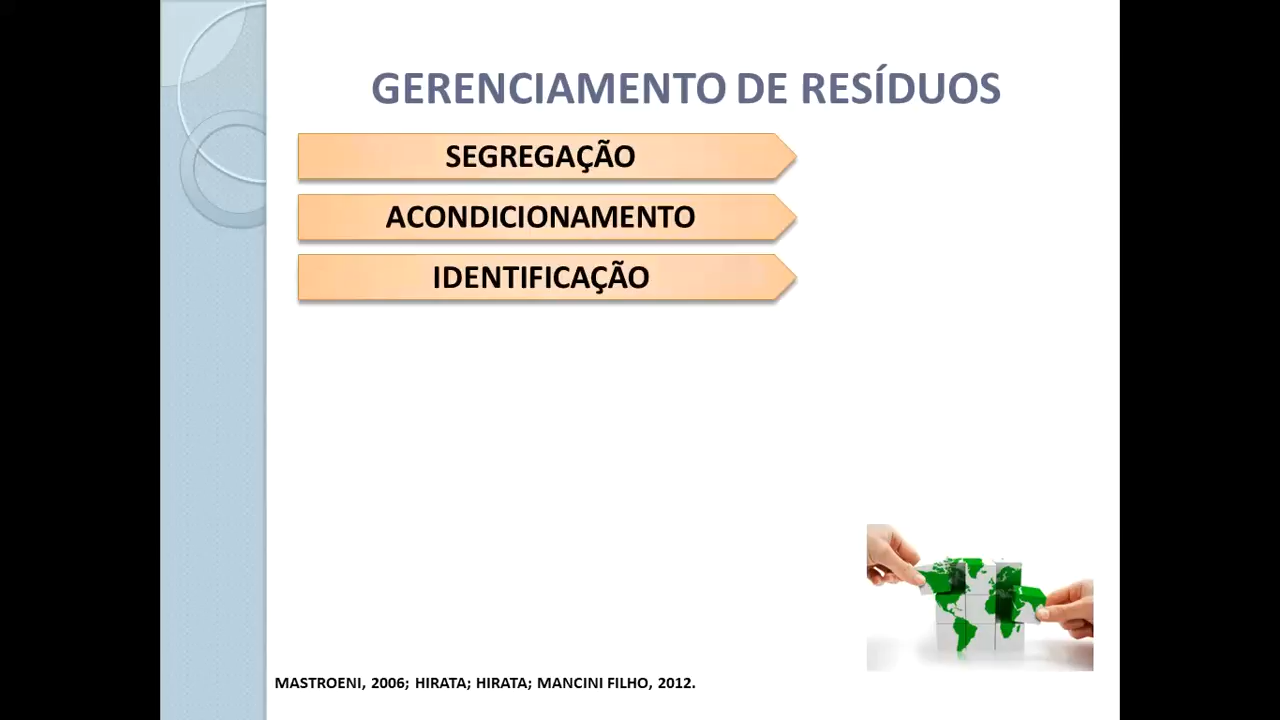 GERENCIAMENTO DE RESÍDUOS
SEGREGAÇÃO
ACONDICIONAMENTO
IDENTIFICAÇÃO
MASTROENI, 2006; HIRATA; HIRATA; MANCINI FILHO, 2012.